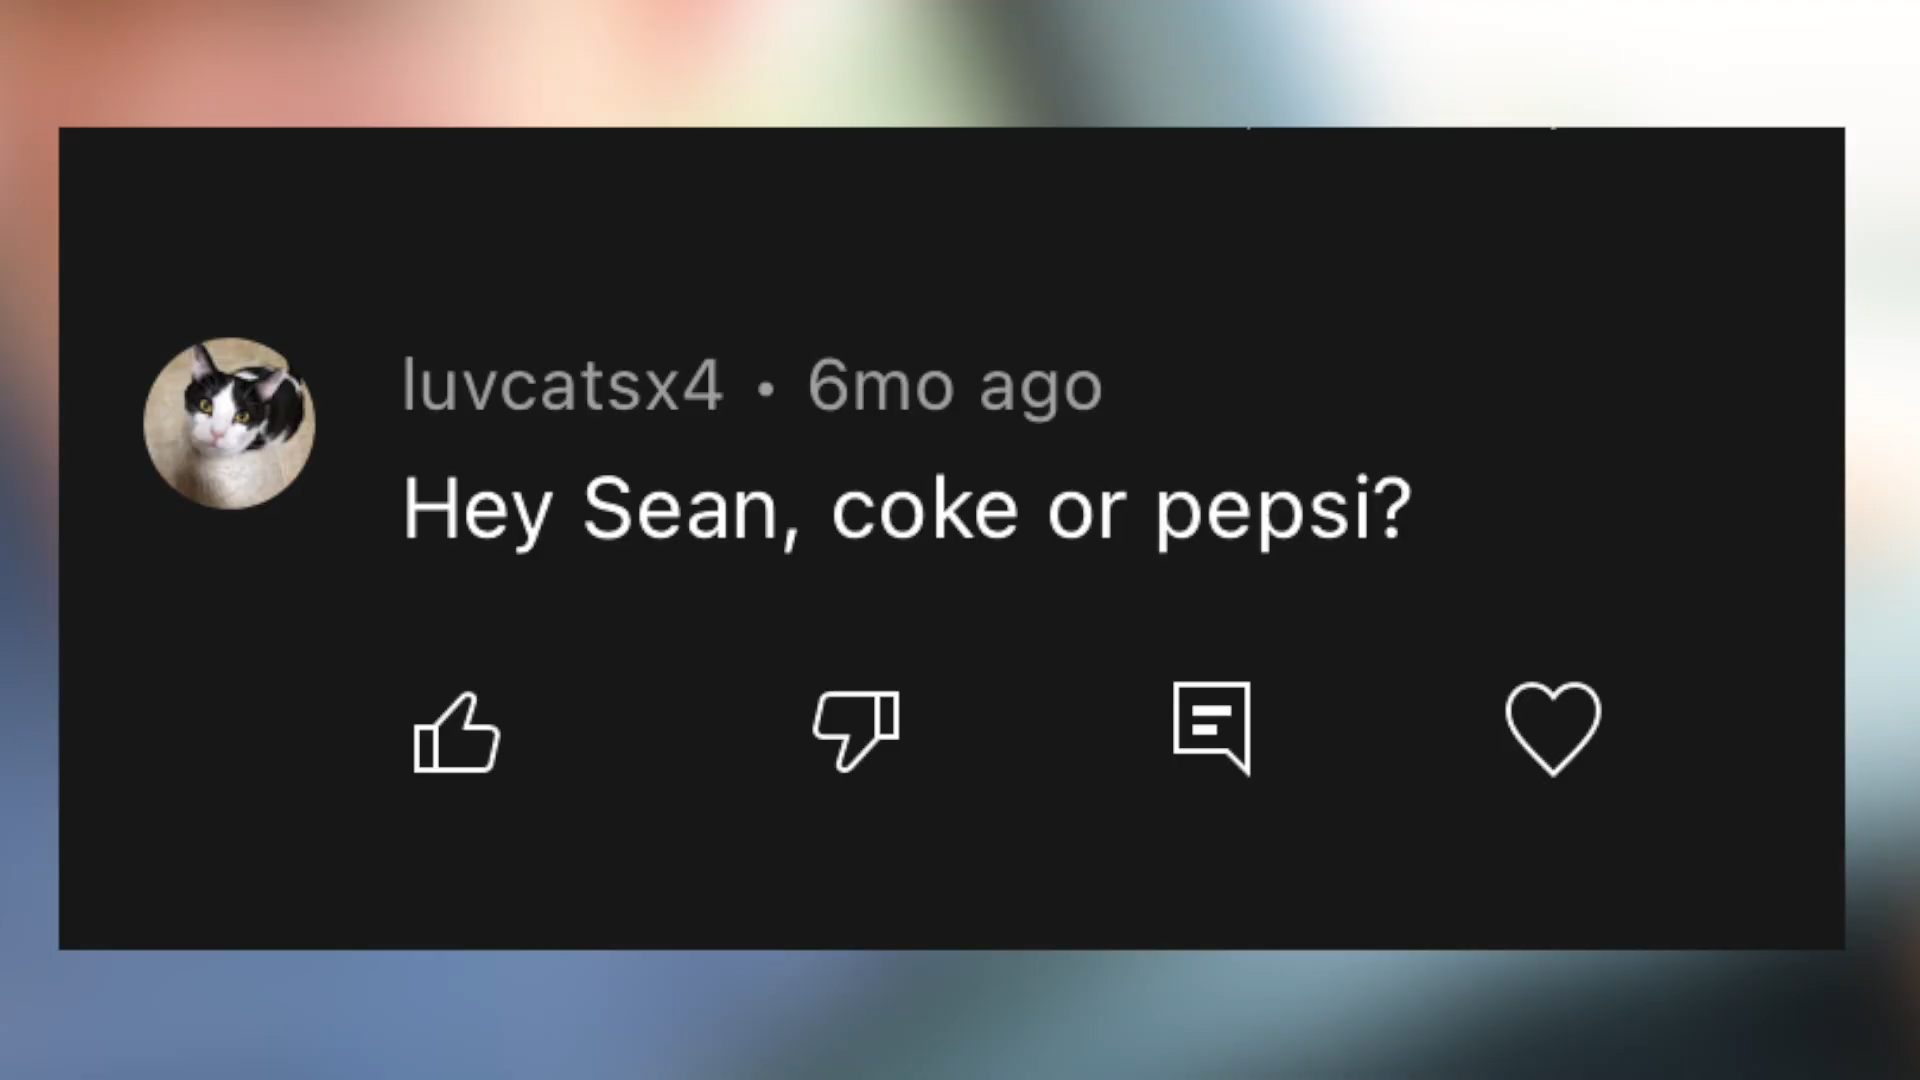 luvcatsx4 • 6mo ago
Hey Sean, coke or pepsi?